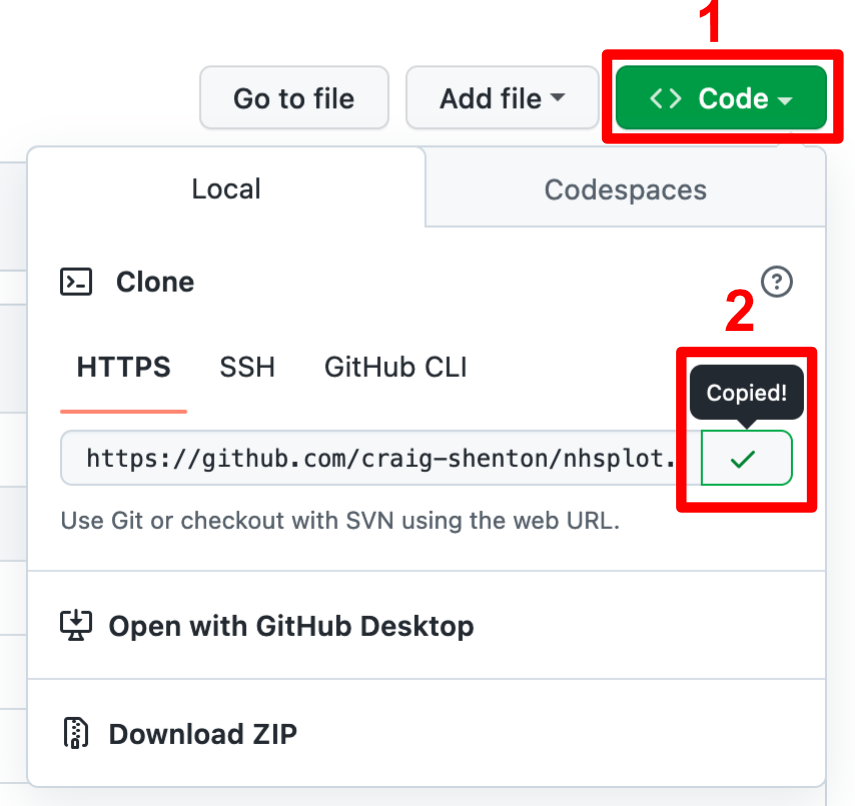 1
Go to file
Add file
<> Code
Local
Codespaces
Clone
?
2
HTTPS
SSH
GitHub CLI
Copied!
https://github.com/craig-shenton/nhsplot.
Use Git or checkout with SVN using the web URL.
Open with GitHub Desktop
Download ZIP